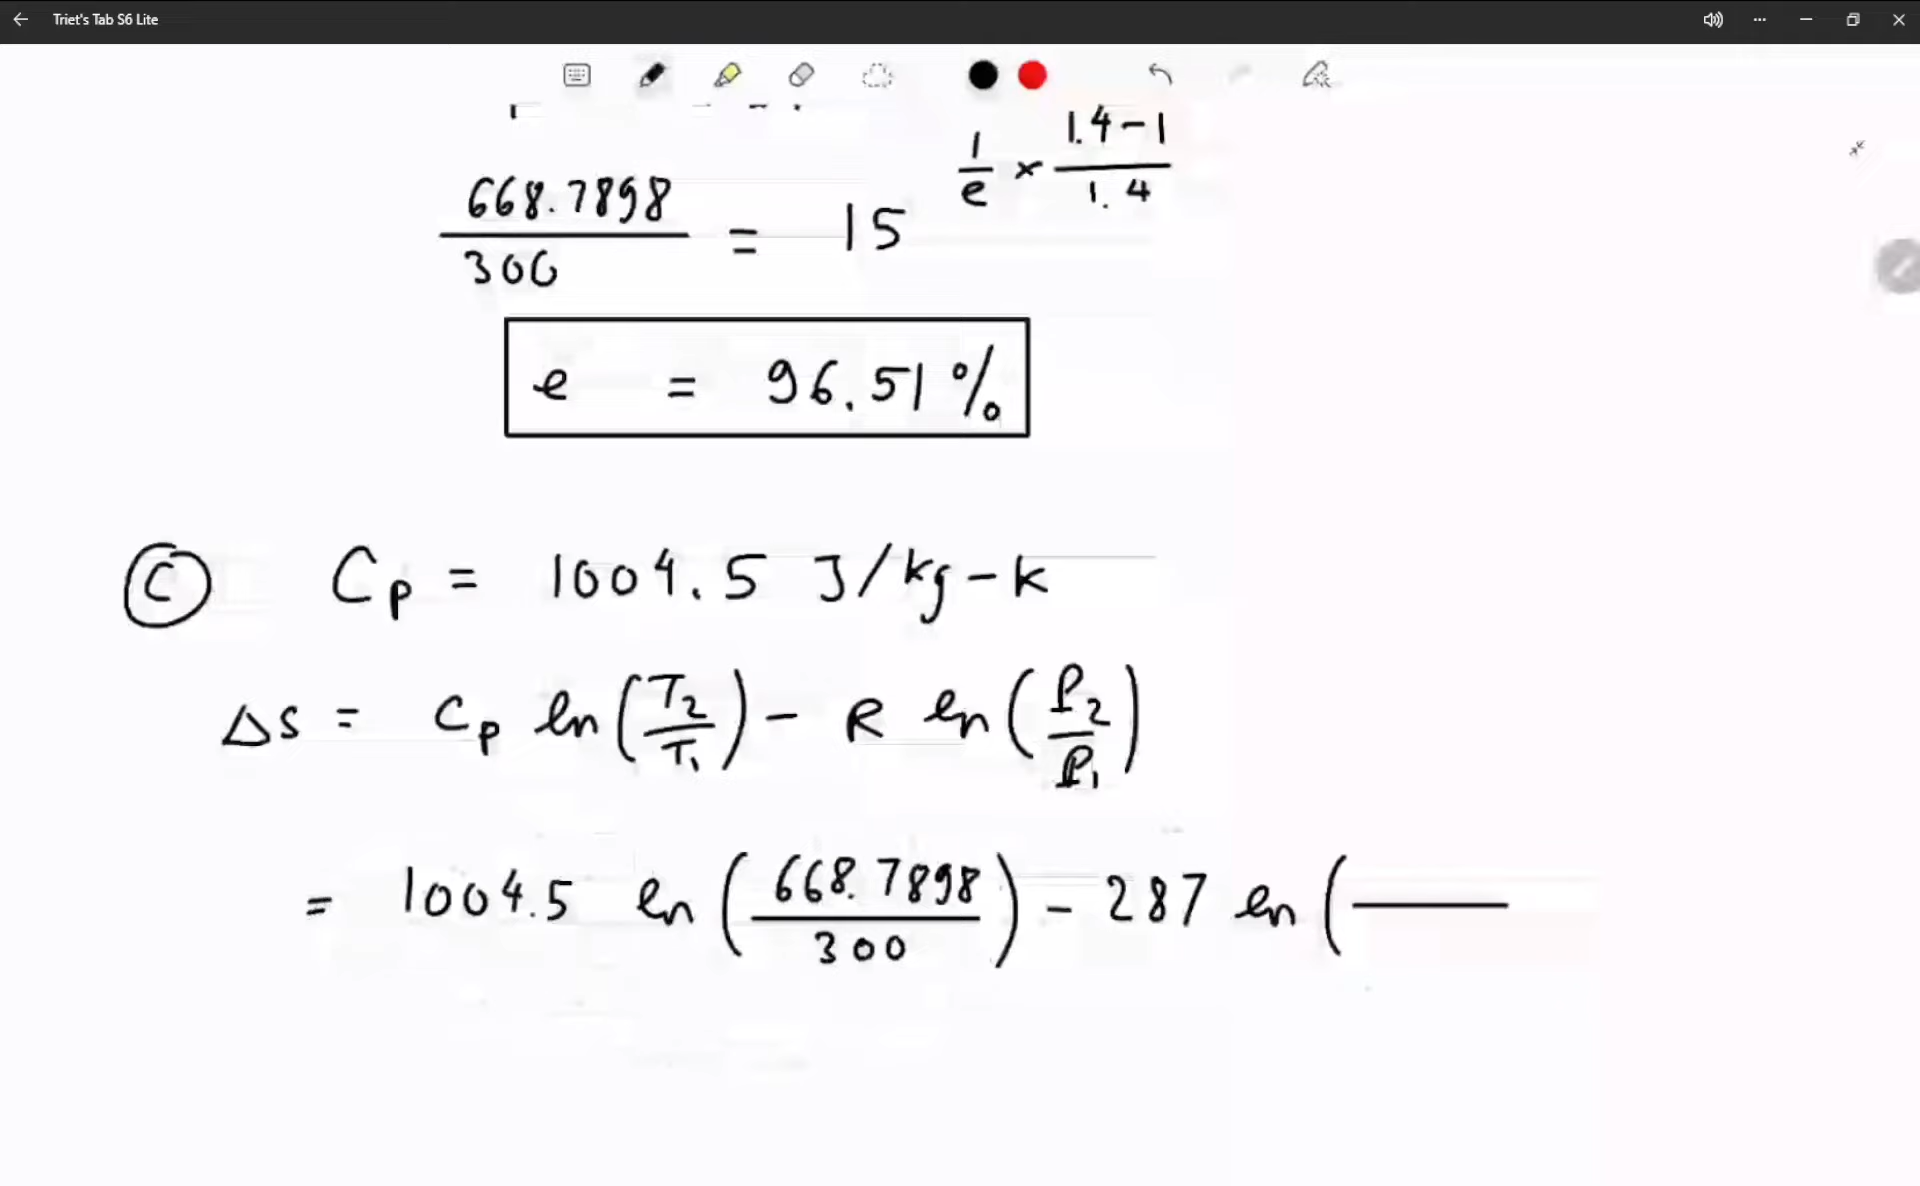 Triet's Tab S6 Lite
668.7898 / 300 = 15 ^ 1/e × (1.4 - 1)/1.4
e = 96.51 %
(C) Cp = 1004.5 J/kg-K
Δs = Cp ln(T2/T1) - R ln(P2/P1)
= 1004.5 ln(668.7898/300) - 287 ln(